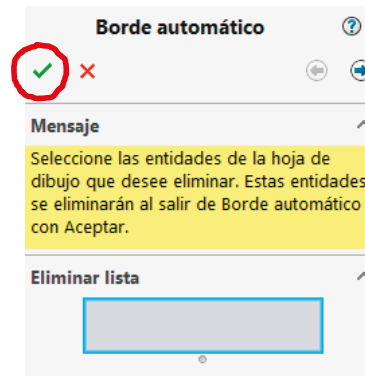 Borde automático
Mensaje
Seleccione las entidades de la hoja de
dibujo que desee eliminar. Estas entidades
se eliminarán al salir de Borde automático
con Aceptar.
Eliminar lista